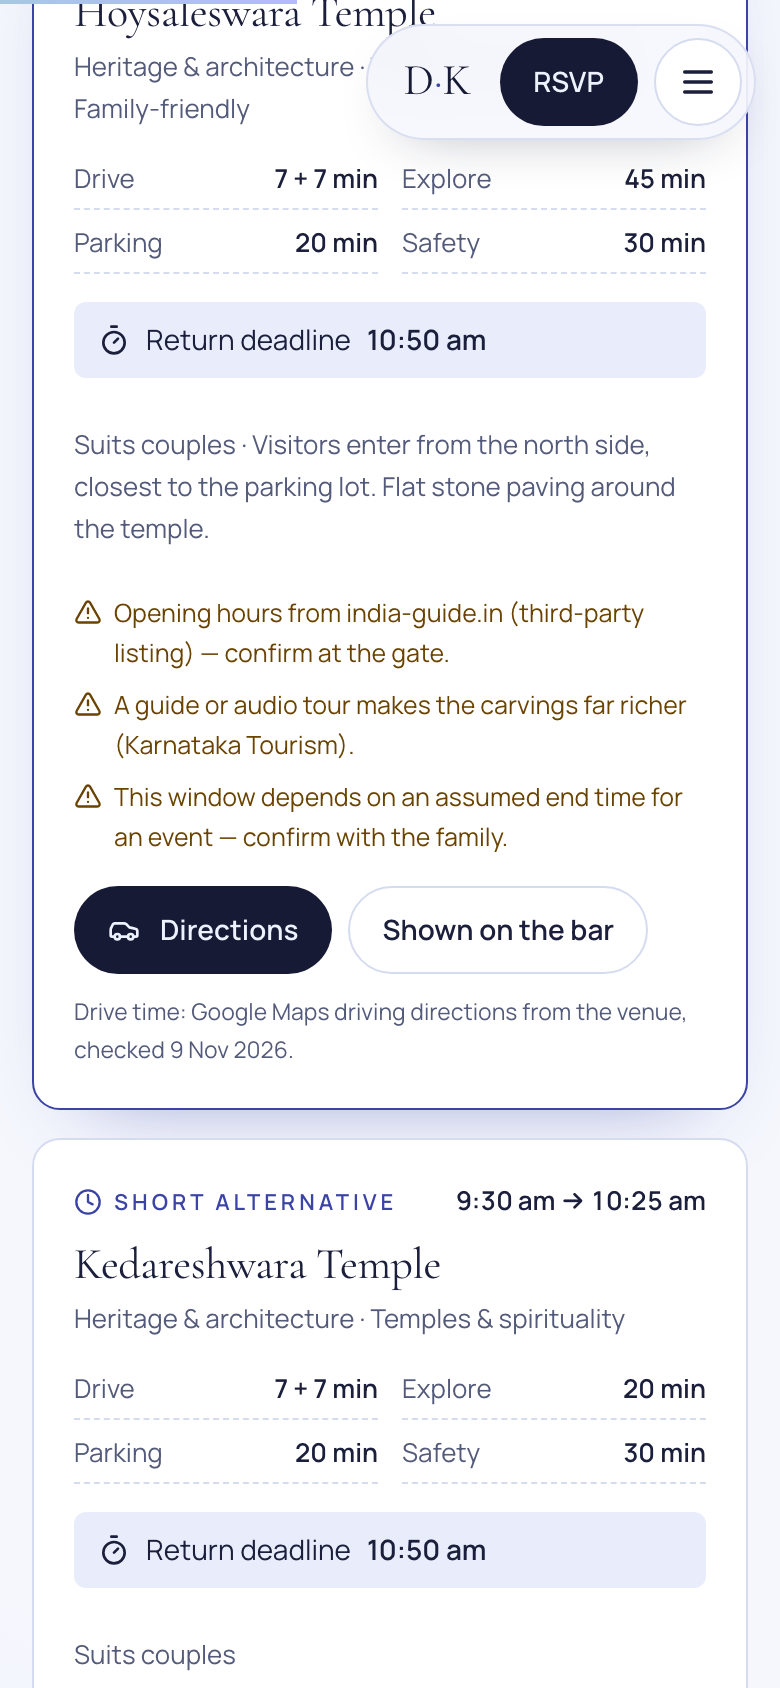 Hoysaleswara Temple
Heritage & architecture ·
Family-friendly
D·K
RSVP
Drive 7 + 7 min Explore 45 min
Parking 20 min Safety 30 min
Return deadline 10:50 am
Suits couples · Visitors enter from the north side,
closest to the parking lot. Flat stone paving around
the temple.
Opening hours from india-guide.in (third-party
listing) — confirm at the gate.
A guide or audio tour makes the carvings far richer
(Karnataka Tourism).
This window depends on an assumed end time for
an event — confirm with the family.
Directions Shown on the bar
Drive time: Google Maps driving directions from the venue,
checked 9 Nov 2026.
SHORT ALTERNATIVE 9:30 am → 10:25 am
Kedareshwara Temple
Heritage & architecture · Temples & spirituality
Drive 7 + 7 min Explore 20 min
Parking 20 min Safety 30 min
Return deadline 10:50 am
Suits couples